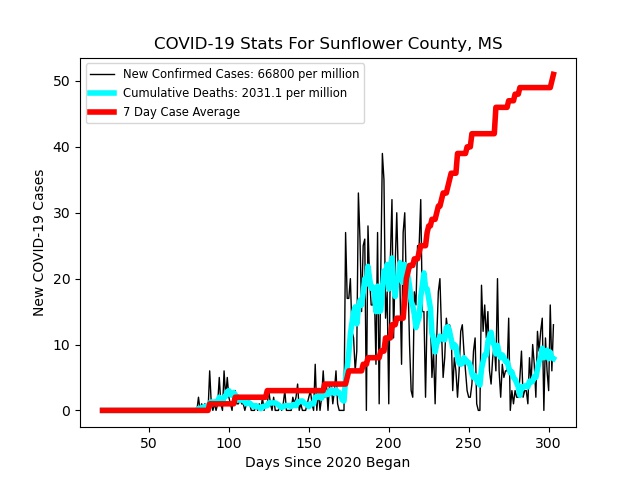 COVID-19 Stats For Sunflower County, MS
New Confirmed Cases: 66800 per million
Cumulative Deaths: 2031.1 per million
7 Day Case Average
New COVID-19 Cases
50
40
30
20
10
0
50 100 150 200 250 300
Days Since 2020 Began